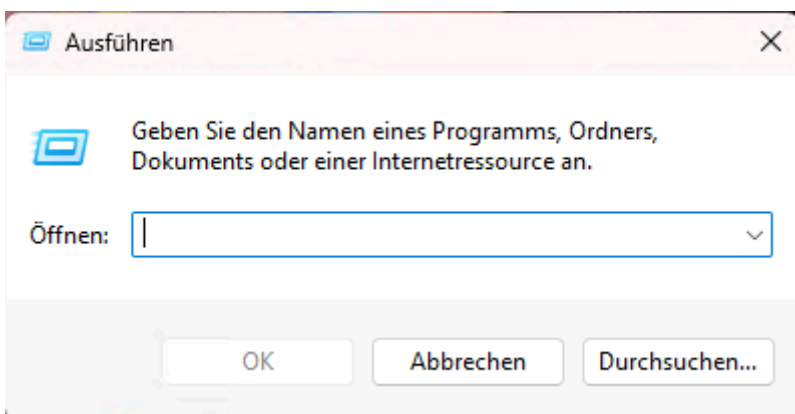 Ausführen
Geben Sie den Namen eines Programms, Ordners,
Dokuments oder einer Internetressource an.
Öffnen:
OK Abbrechen Durchsuchen...